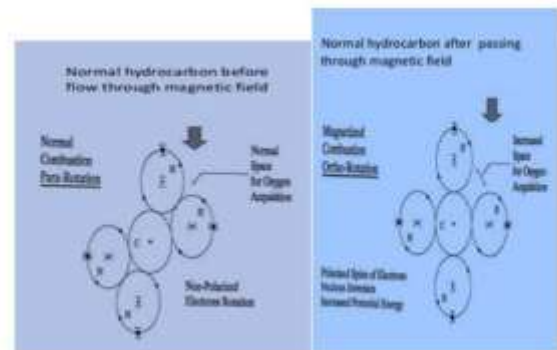 Normal hydrocarbon before
flow through magnetic field
Normal
Combustion
Para-Rotation
Normal
Space
for Oxygen
Acquisition
H
H
C
H
H
Non-Polarized
Electrons Rotation
Normal hydrocarbon after passing
through magnetic field
Magnetized
Combustion
Ortho-Rotation
Increased
Space
for Oxygen
Acquisition
H
H
C
H
H
Polarized Spins of Electrons
Nucleus
Increased Potential Energy